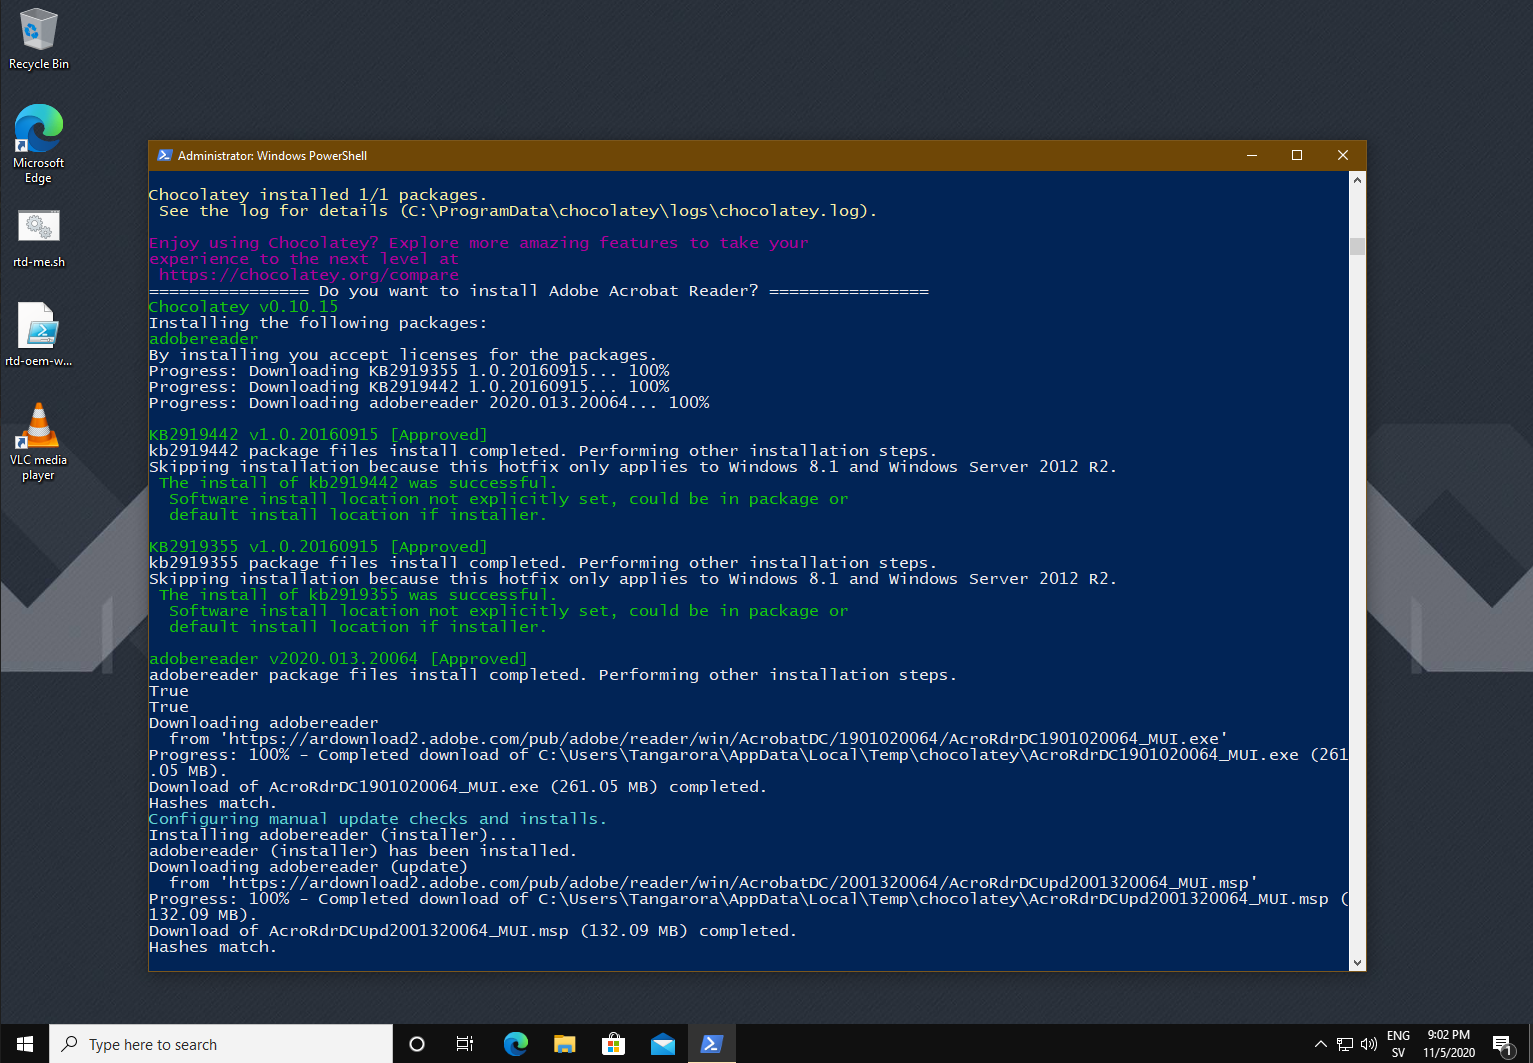 Recycle Bin
Microsoft
Edge
rtd-me.sh
rtd-oem-w...
VLC media
player
Administrator: Windows PowerShell
Chocolatey installed 1/1 packages.
 See the log for details (C:\ProgramData\chocolatey\logs\chocolatey.log).
Enjoy using Chocolatey? Explore more amazing features to take your
experience to the next level at
 https://chocolatey.org/compare
================ Do you want to install Adobe Acrobat Reader? ================
Chocolatey v0.10.15
Installing the following packages:
adobereader
By installing you accept licenses for the packages.
Progress: Downloading KB2919355 1.0.20160915... 100%
Progress: Downloading KB2919442 1.0.20160915... 100%
Progress: Downloading adobereader 2020.013.20064... 100%
KB2919442 v1.0.20160915 [Approved]
kb2919442 package files install completed. Performing other installation steps.
Skipping installation because this hotfix only applies to Windows 8.1 and Windows Server 2012 R2.
 The install of kb2919442 was successful.
  Software install location not explicitly set, could be in package or
  default install location if installer.
KB2919355 v1.0.20160915 [Approved]
kb2919355 package files install completed. Performing other installation steps.
Skipping installation because this hotfix only applies to Windows 8.1 and Windows Server 2012 R2.
 The install of kb2919355 was successful.
  Software install location not explicitly set, could be in package or
  default install location if installer.
adobereader v2020.013.20064 [Approved]
adobereader package files install completed. Performing other installation steps.
True
True
Downloading adobereader
  from 'https://ardownload2.adobe.com/pub/adobe/reader/win/AcrobatDC/1901020064/AcroRdrDC1901020064_MUI.exe'
Progress: 100% - Completed download of C:\Users\Tangarora\AppData\Local\Temp\chocolatey\AcroRdrDC1901020064_MUI.exe (261
.05 MB).
Download of AcroRdrDC1901020064_MUI.exe (261.05 MB) completed.
Hashes match.
Configuring manual update checks and installs.
Installing adobereader (installer)...
adobereader (installer) has been installed.
Downloading adobereader (update)
  from 'https://ardownload2.adobe.com/pub/adobe/reader/win/AcrobatDC/2001320064/AcroRdrDCUpd2001320064_MUI.msp'
Progress: 100% - Completed download of C:\Users\Tangarora\AppData\Local\Temp\chocolatey\AcroRdrDCUpd2001320064_MUI.msp (
132.09 MB).
Download of AcroRdrDCUpd2001320064_MUI.msp (132.09 MB) completed.
Hashes match.
Type here to search
ENG
SV
9:02 PM
11/5/2020
1